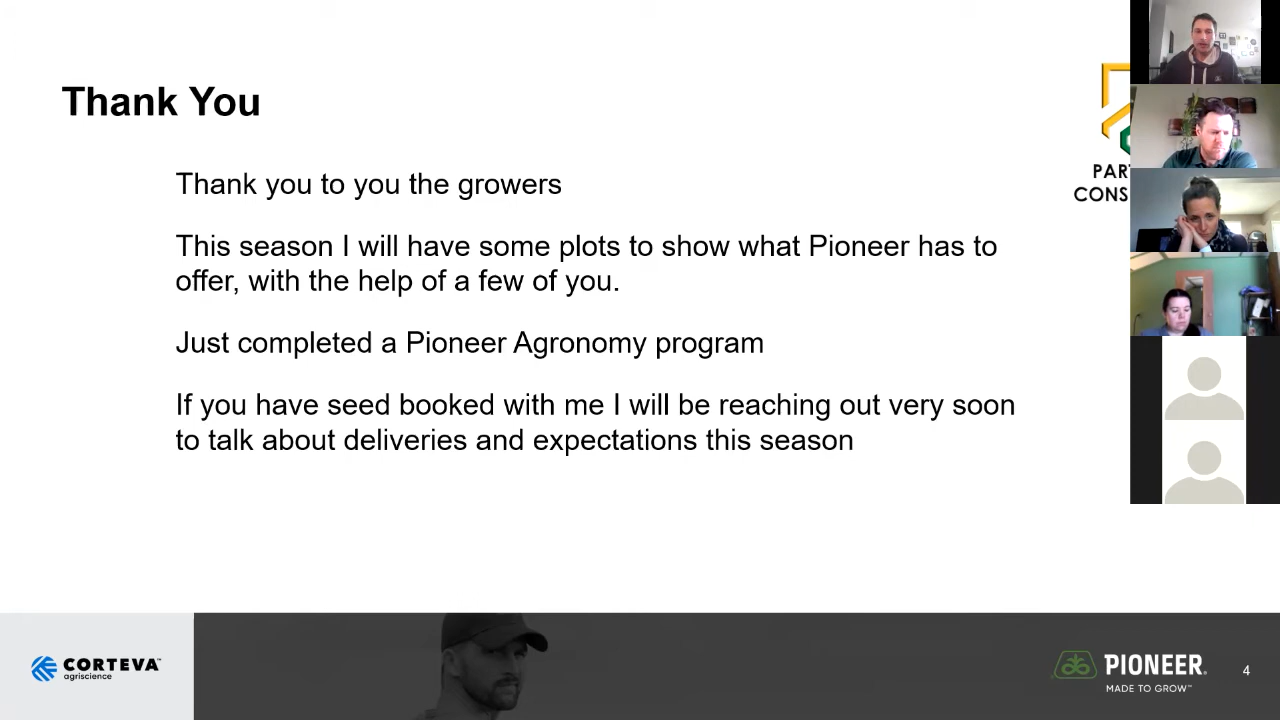 Thank You
Thank you to you the growers
This season I will have some plots to show what Pioneer has to
offer, with the help of a few of you.
Just completed a Pioneer Agronomy program
If you have seed booked with me I will be reaching out very soon
to talk about deliveries and expectations this season
PAR
CONS
CORTEVA™
agriscience
PIONEER®
MADE TO GROW™
4